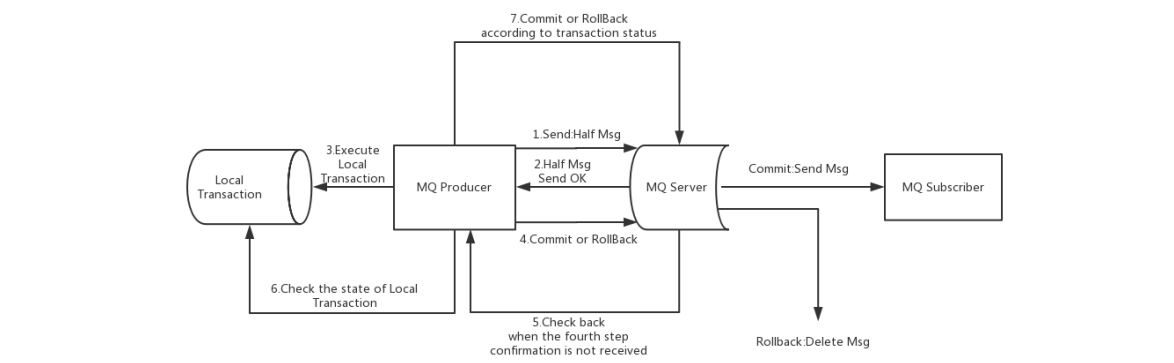 7.Commit or RollBack
according to transaction status
1.Send:Half Msg
3.Execute
Local
Transaction
2.Half Msg
Send OK
Commit:Send Msg
Local
Transaction
MQ Producer
MQ Server
MQ Subscriber
4.Commit or RollBack
6.Check the state of Local
Transaction
5.Check back
when the fourth step
confirmation is not received
Rollback:Delete Msg